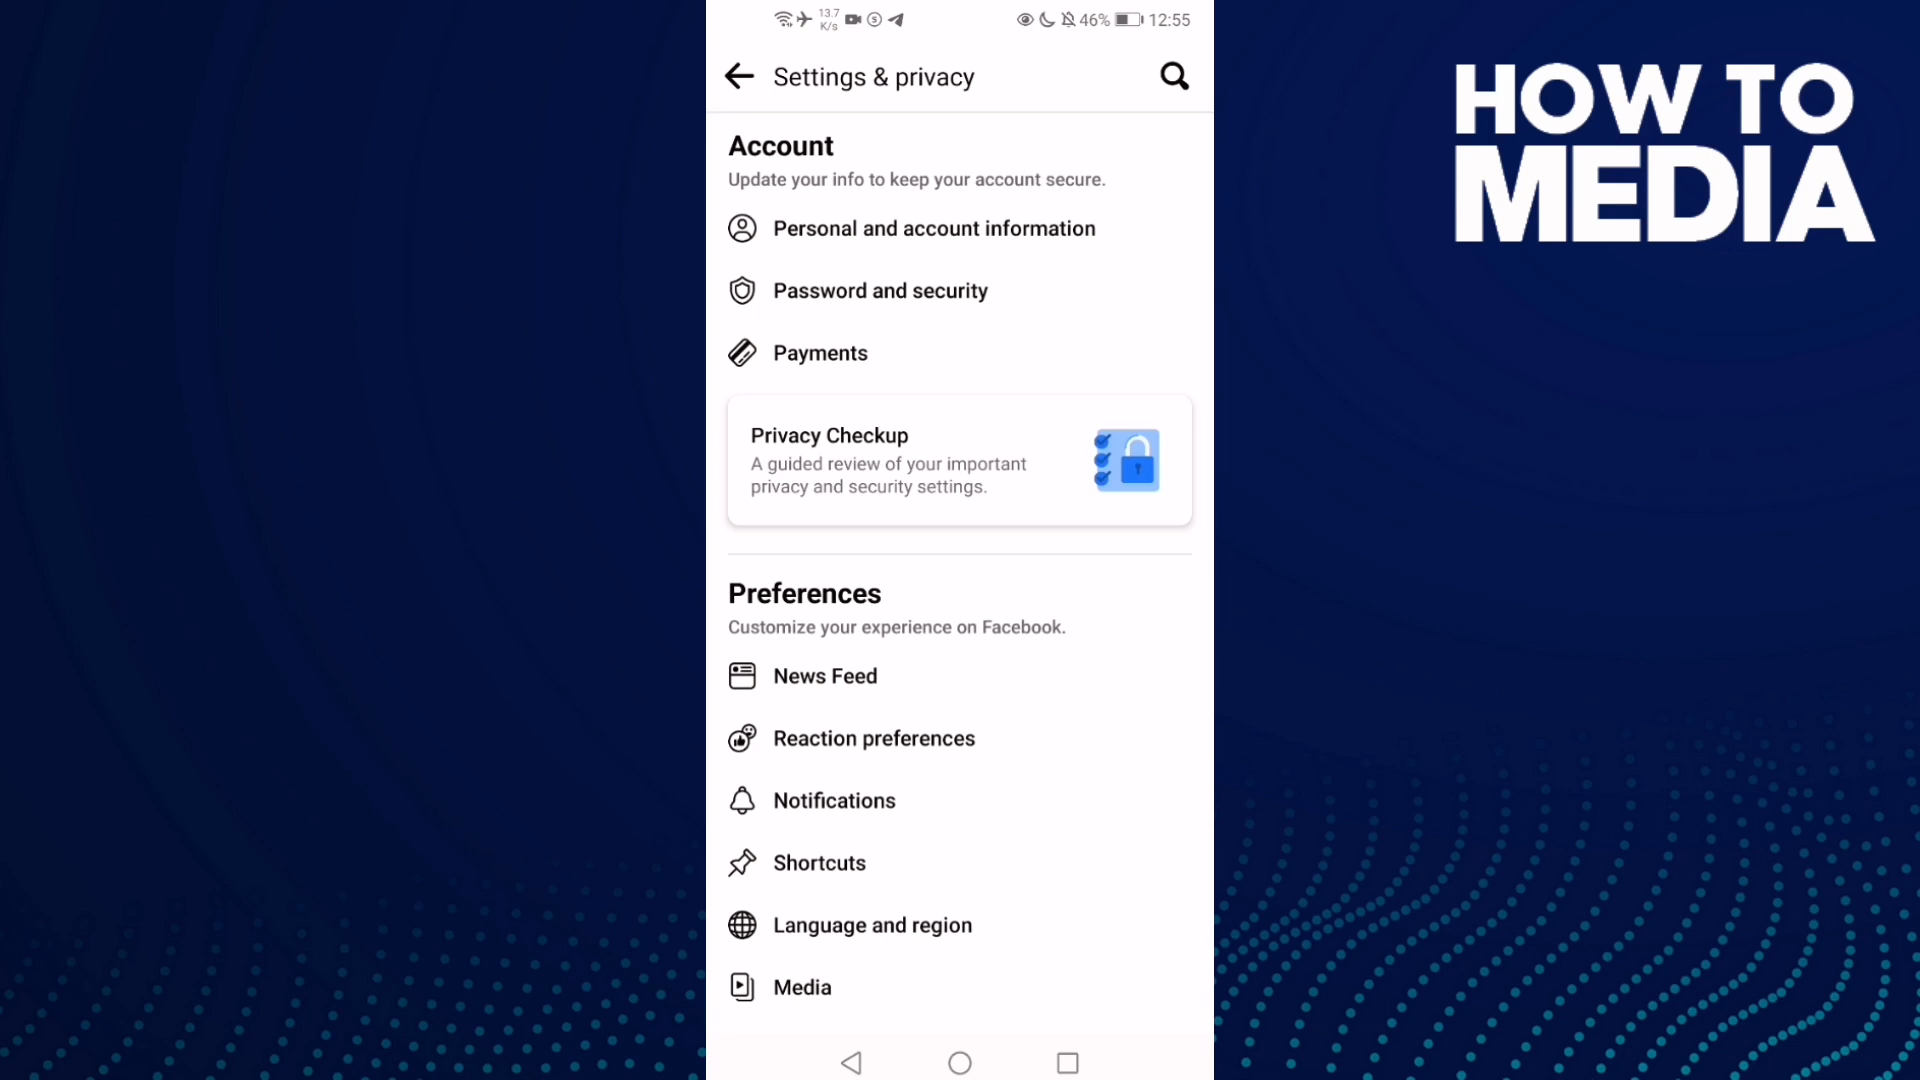 13.7
K/s
46%
12:55
Settings & privacy
HOW TO
MEDIA
Account
Update your info to keep your account secure.
Personal and account information
Password and security
Payments
Privacy Checkup
A guided review of your important
privacy and security settings.
Preferences
Customize your experience on Facebook.
News Feed
Reaction preferences
Notifications
Shortcuts
Language and region
Media